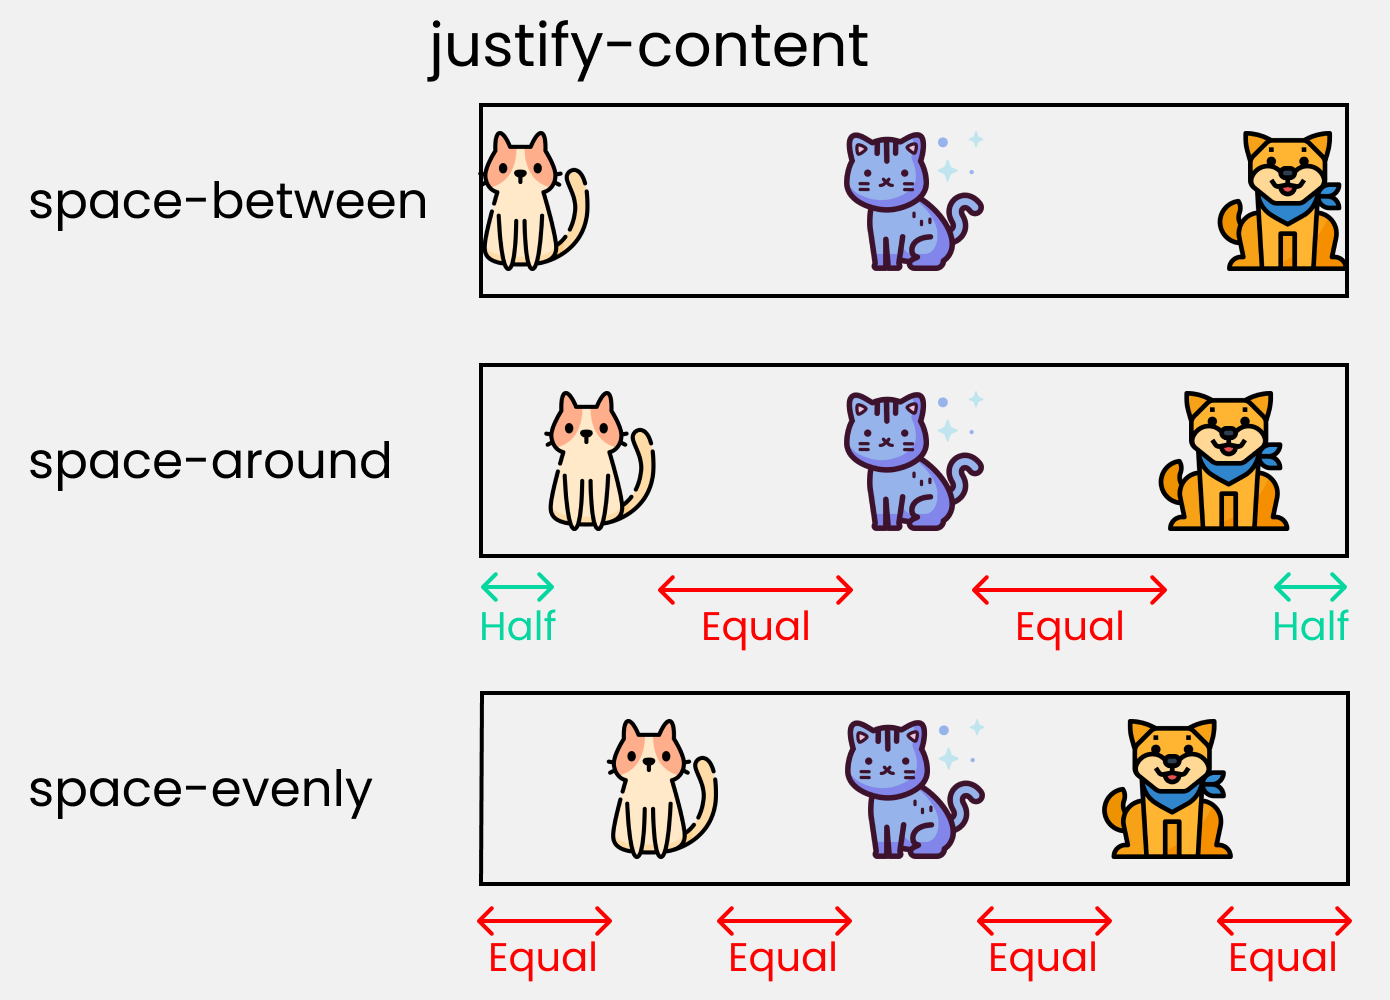 justify-content
space-between
space-around
Half
Equal
Equal
Half
space-evenly
Equal
Equal
Equal
Equal